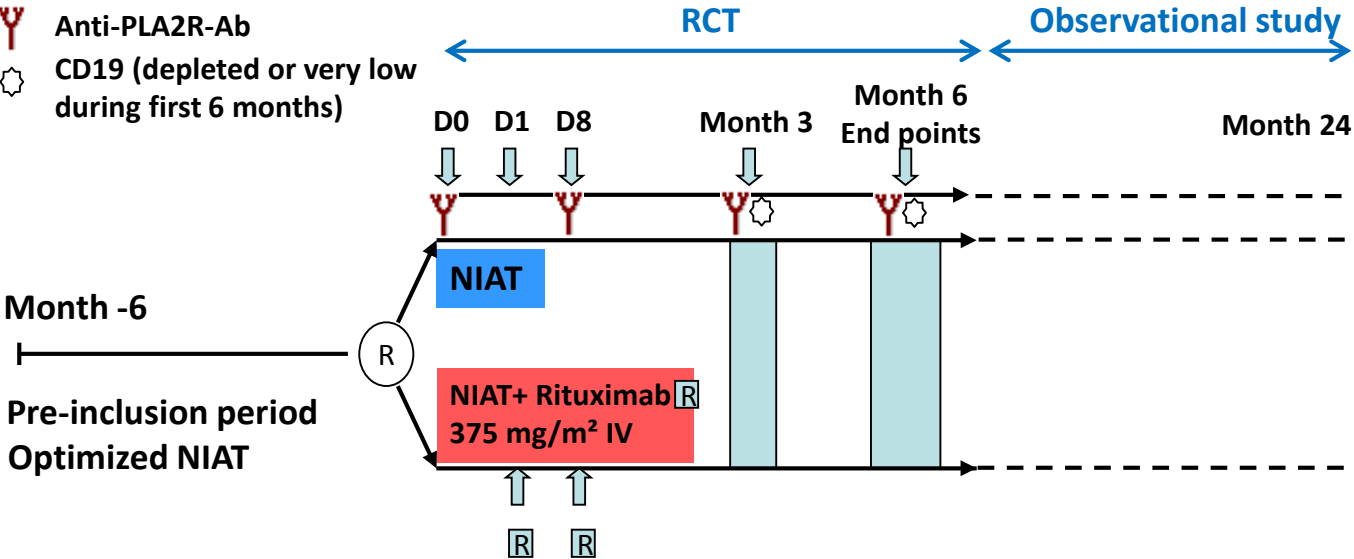 Anti-PLA2R-Ab
CD19 (depleted or very low
during first 6 months)
RCT
Observational study
D0 D1 D8
Month 3
Month 6
End points
Month 24
NIAT
Month -6
R
Pre-inclusion period
Optimized NIAT
NIAT+ Rituximab R
375 mg/m² IV
R R